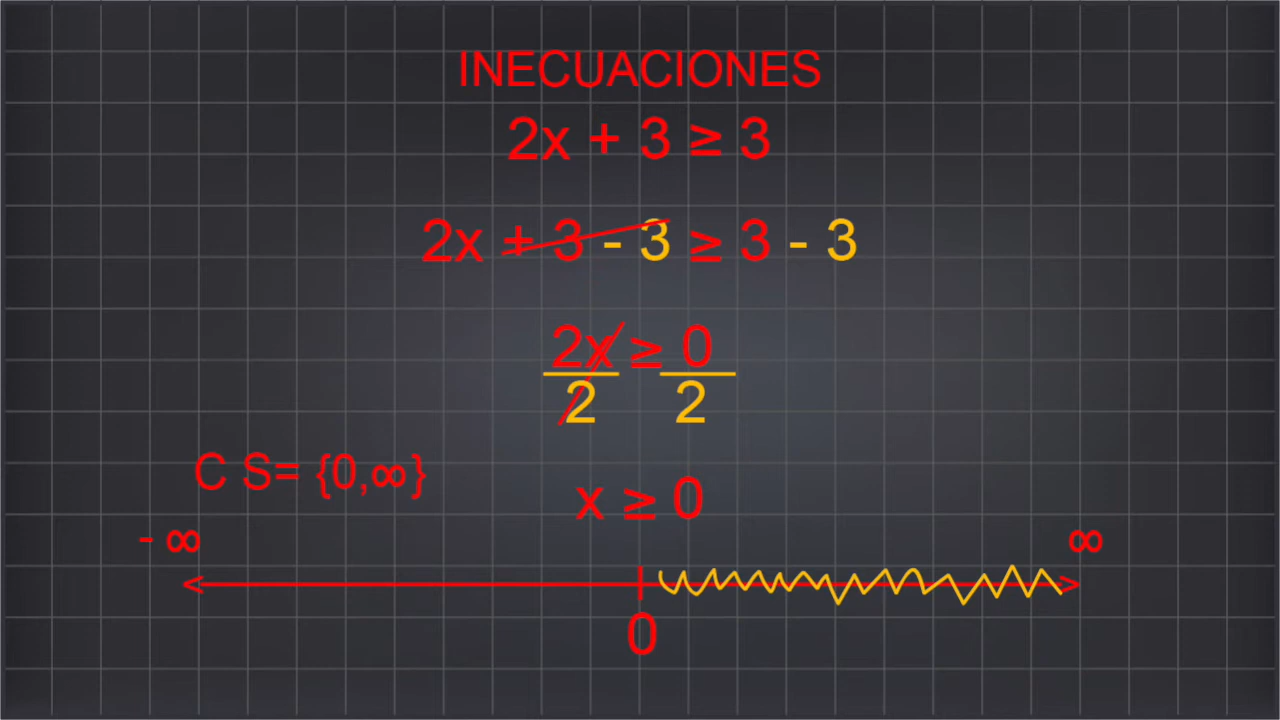 INECUACIONES
2x + 3 ≥ 3
2x + 3 - 3 ≥ 3 - 3
2x ≥ 0
2 2
C S= {0,∞}
x ≥ 0
- ∞ ∞
0